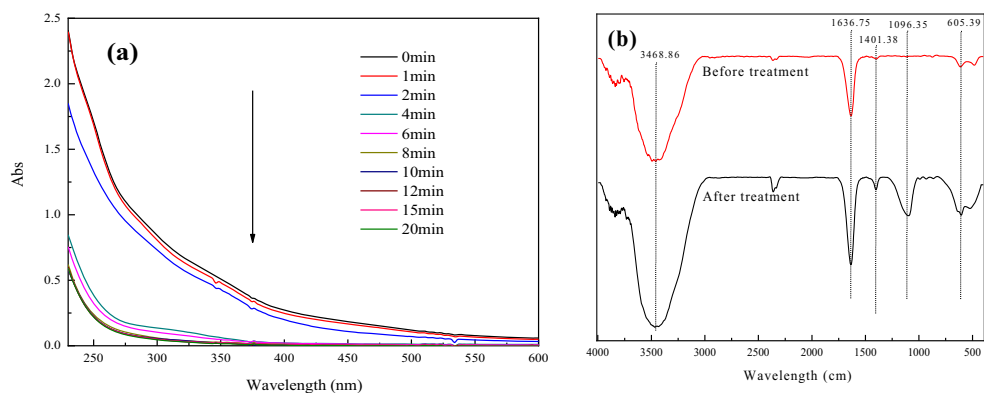 (a)
2.5
2.0
1.5
1.0
0.5
0.0
Abs
0min
1min
2min
4min
6min
8min
10min
12min
15min
20min
250 300 350 400 450 500 550 600
Wavelength (nm)
(b)
1636.75 1096.35 605.39
1401.38
3468.86
Before treatment
After treatment
4000 3500 3000 2500 2000 1500 1000 500
Wavelength (cm)